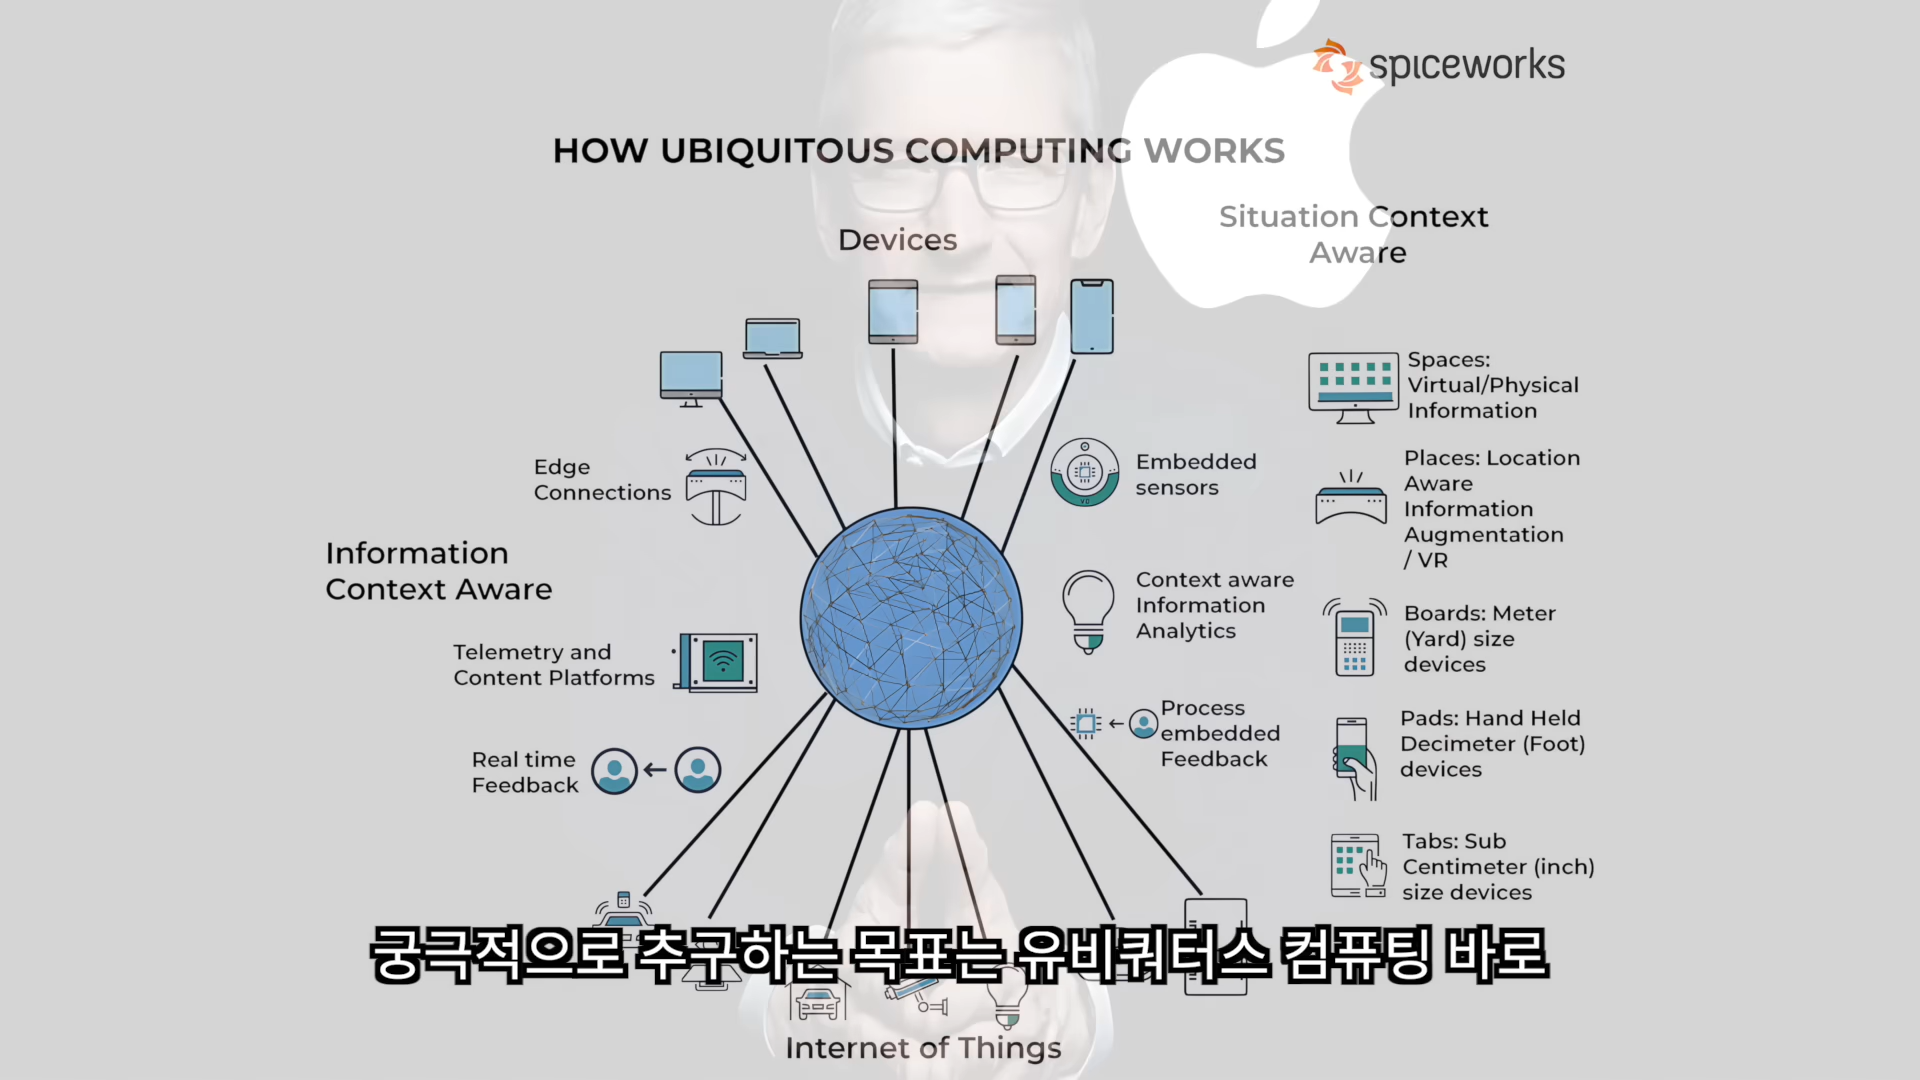 spiceworks
HOW UBIQUITOUS COMPUTING WORKS
Situation Context
Aware
Devices
Spaces:
Virtual/Physical
Information
Edge
Connections
Embedded
sensors
Places: Location
Aware
Information
Augmentation
/ VR
Information
Context Aware
Context aware
Information
Analytics
Boards: Meter
(Yard) size
devices
Telemetry and
Content Platforms
Process
embedded
Feedback
Pads: Hand Held
Decimeter (Foot)
devices
Real time
Feedback
Tabs: Sub
Centimeter (inch)
size devices
궁극적으로 추구하는 목표는 유비쿼터스 컴퓨팅 바로
Internet of Things